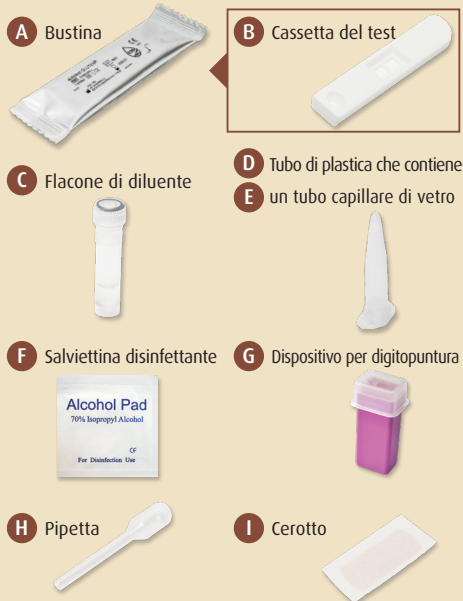 A Bustina
B Cassetta del test
C Flacone di diluente
D Tubo di plastica che contiene
E un tubo capillare di vetro
F Salviettina disinfettante
G Dispositivo per digitopuntura
Alcohol Pad
70% Isopropyl Alcohol
For Disinfection Use
H Pipetta
I Cerotto